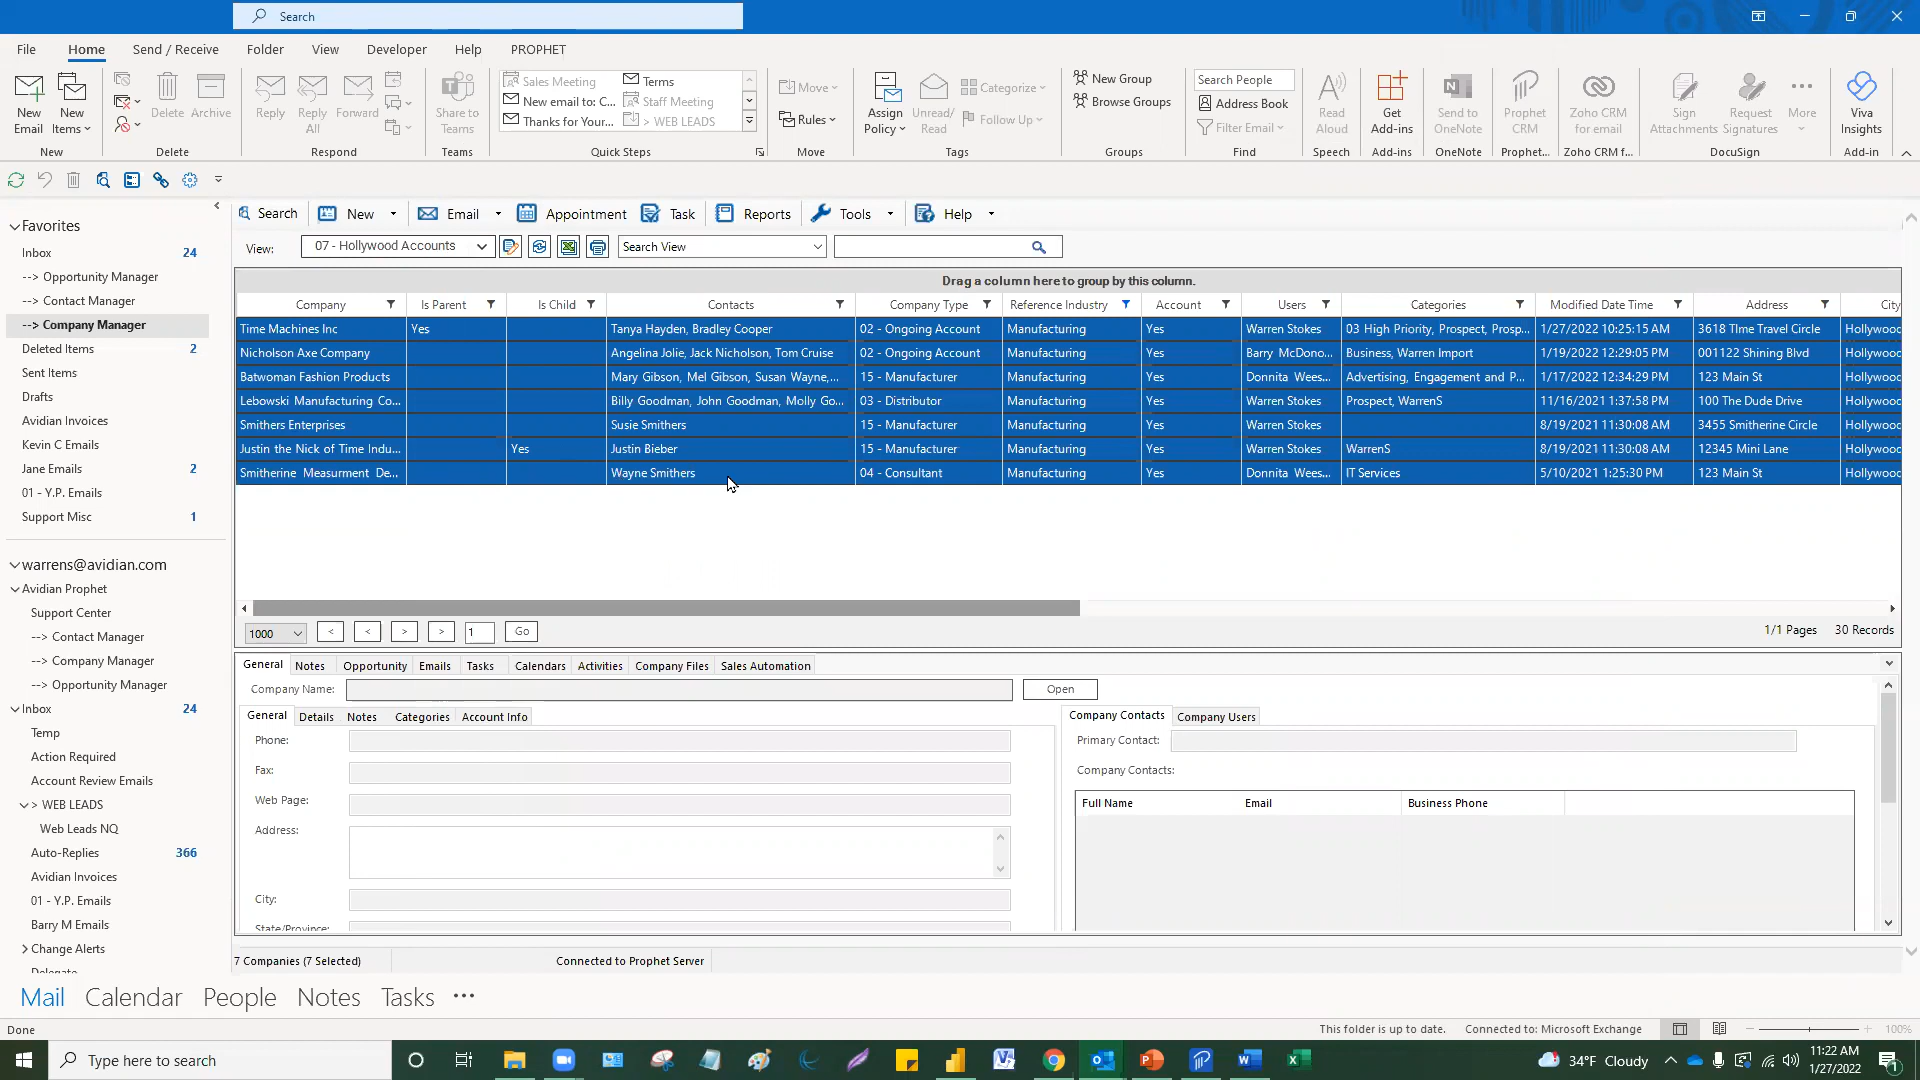 Search
File Home Send / Receive Folder View Developer Help PROPHET
New Email
New Items
Delete
Archive
Reply
Reply All
Forward
Share to Teams
Sales Meeting
New email to: C...
Thanks for Your...
Terms
Staff Meeting
> WEB LEADS
Move
Rules
Assign Policy
Unread/ Read
Categorize
Follow Up
New Group
Browse Groups
Search People
Address Book
Filter Email
Read Aloud
Get Add-ins
Send to OneNote
Prophet CRM
Zoho CRM for email
Sign Attachments
Request Signatures
More
Viva Insights
New Delete Respond Teams Quick Steps Move Tags Groups Find Speech Add-ins OneNote Prophet... Zoho CRM f... DocuSign Add-in
Favorites
Inbox 24
--> Opportunity Manager
--> Contact Manager
--> Company Manager
Deleted Items 2
Sent Items
Drafts
Avidian Invoices
Kevin C Emails
Jane Emails 2
01 - Y.P. Emails
Support Misc 1
warrens@avidian.com
Avidian Prophet
Support Center
--> Contact Manager
--> Company Manager
--> Opportunity Manager
Inbox 24
Temp
Action Required
Account Review Emails
> WEB LEADS
Web Leads NQ
Auto-Replies 366
Avidian Invoices
01 - Y.P. Emails
Barry M Emails
Change Alerts
Delegate
Search New Email Appointment Task Reports Tools Help
View: 07 - Hollywood Accounts Search View
Drag a column here to group by this column.
Company Is Parent Is Child Contacts Company Type Reference Industry Account Users Categories Modified Date Time Address City
Time Machines Inc Yes Tanya Hayden, Bradley Cooper 02 - Ongoing Account Manufacturing Yes Warren Stokes 03 High Priority, Prospect, Prosp... 1/27/2022 10:25:15 AM 3618 TIme Travel Circle Hollywood
Nicholson Axe Company Angelina Jolie, Jack Nicholson, Tom Cruise 02 - Ongoing Account Manufacturing Yes Barry McDono... Business, Warren Import 1/19/2022 12:29:05 PM 001122 Shining Blvd Hollywood
Batwoman Fashion Products Mary Gibson, Mel Gibson, Susan Wayne,... 15 - Manufacturer Manufacturing Yes Donnita Wees... Advertising, Engagement and P... 1/17/2022 12:34:29 PM 123 Main St Hollywood
Lebowski Manufacturing Co... Billy Goodman, John Goodman, Molly Go... 03 - Distributor Manufacturing Yes Warren Stokes Prospect, WarrenS 11/16/2021 1:37:58 PM 100 The Dude Drive Hollywood
Smithers Enterprises Susie Smithers 15 - Manufacturer Manufacturing Yes Warren Stokes 8/19/2021 11:30:08 AM 3455 Smitherine Circle Hollywood
Justin the Nick of Time Indu... Yes Justin Bieber 15 - Manufacturer Manufacturing Yes Warren Stokes WarrenS 8/19/2021 11:30:08 AM 12345 Mini Lane Hollywood
Smitherine Measurment De... Wayne Smithers 04 - Consultant Manufacturing Yes Donnita Wees... IT Services 5/10/2021 1:25:30 PM 123 Main St Hollywood
1000 < < > > 1 Go 1/1 Pages 30 Records
General Notes Opportunity Emails Tasks Calendars Activities Company Files Sales Automation
Company Name: Open
General Details Notes Categories Account Info
Phone:
Fax:
Web Page:
Address:
City:
State/Province:
Company Contacts Company Users
Primary Contact:
Company Contacts:
Full Name Email Business Phone
7 Companies (7 Selected) Connected to Prophet Server
Mail Calendar People Notes Tasks ...
Done This folder is up to date. Connected to: Microsoft Exchange 100%
Type here to search 34°F Cloudy 11:22 AM
1/27/2022
1